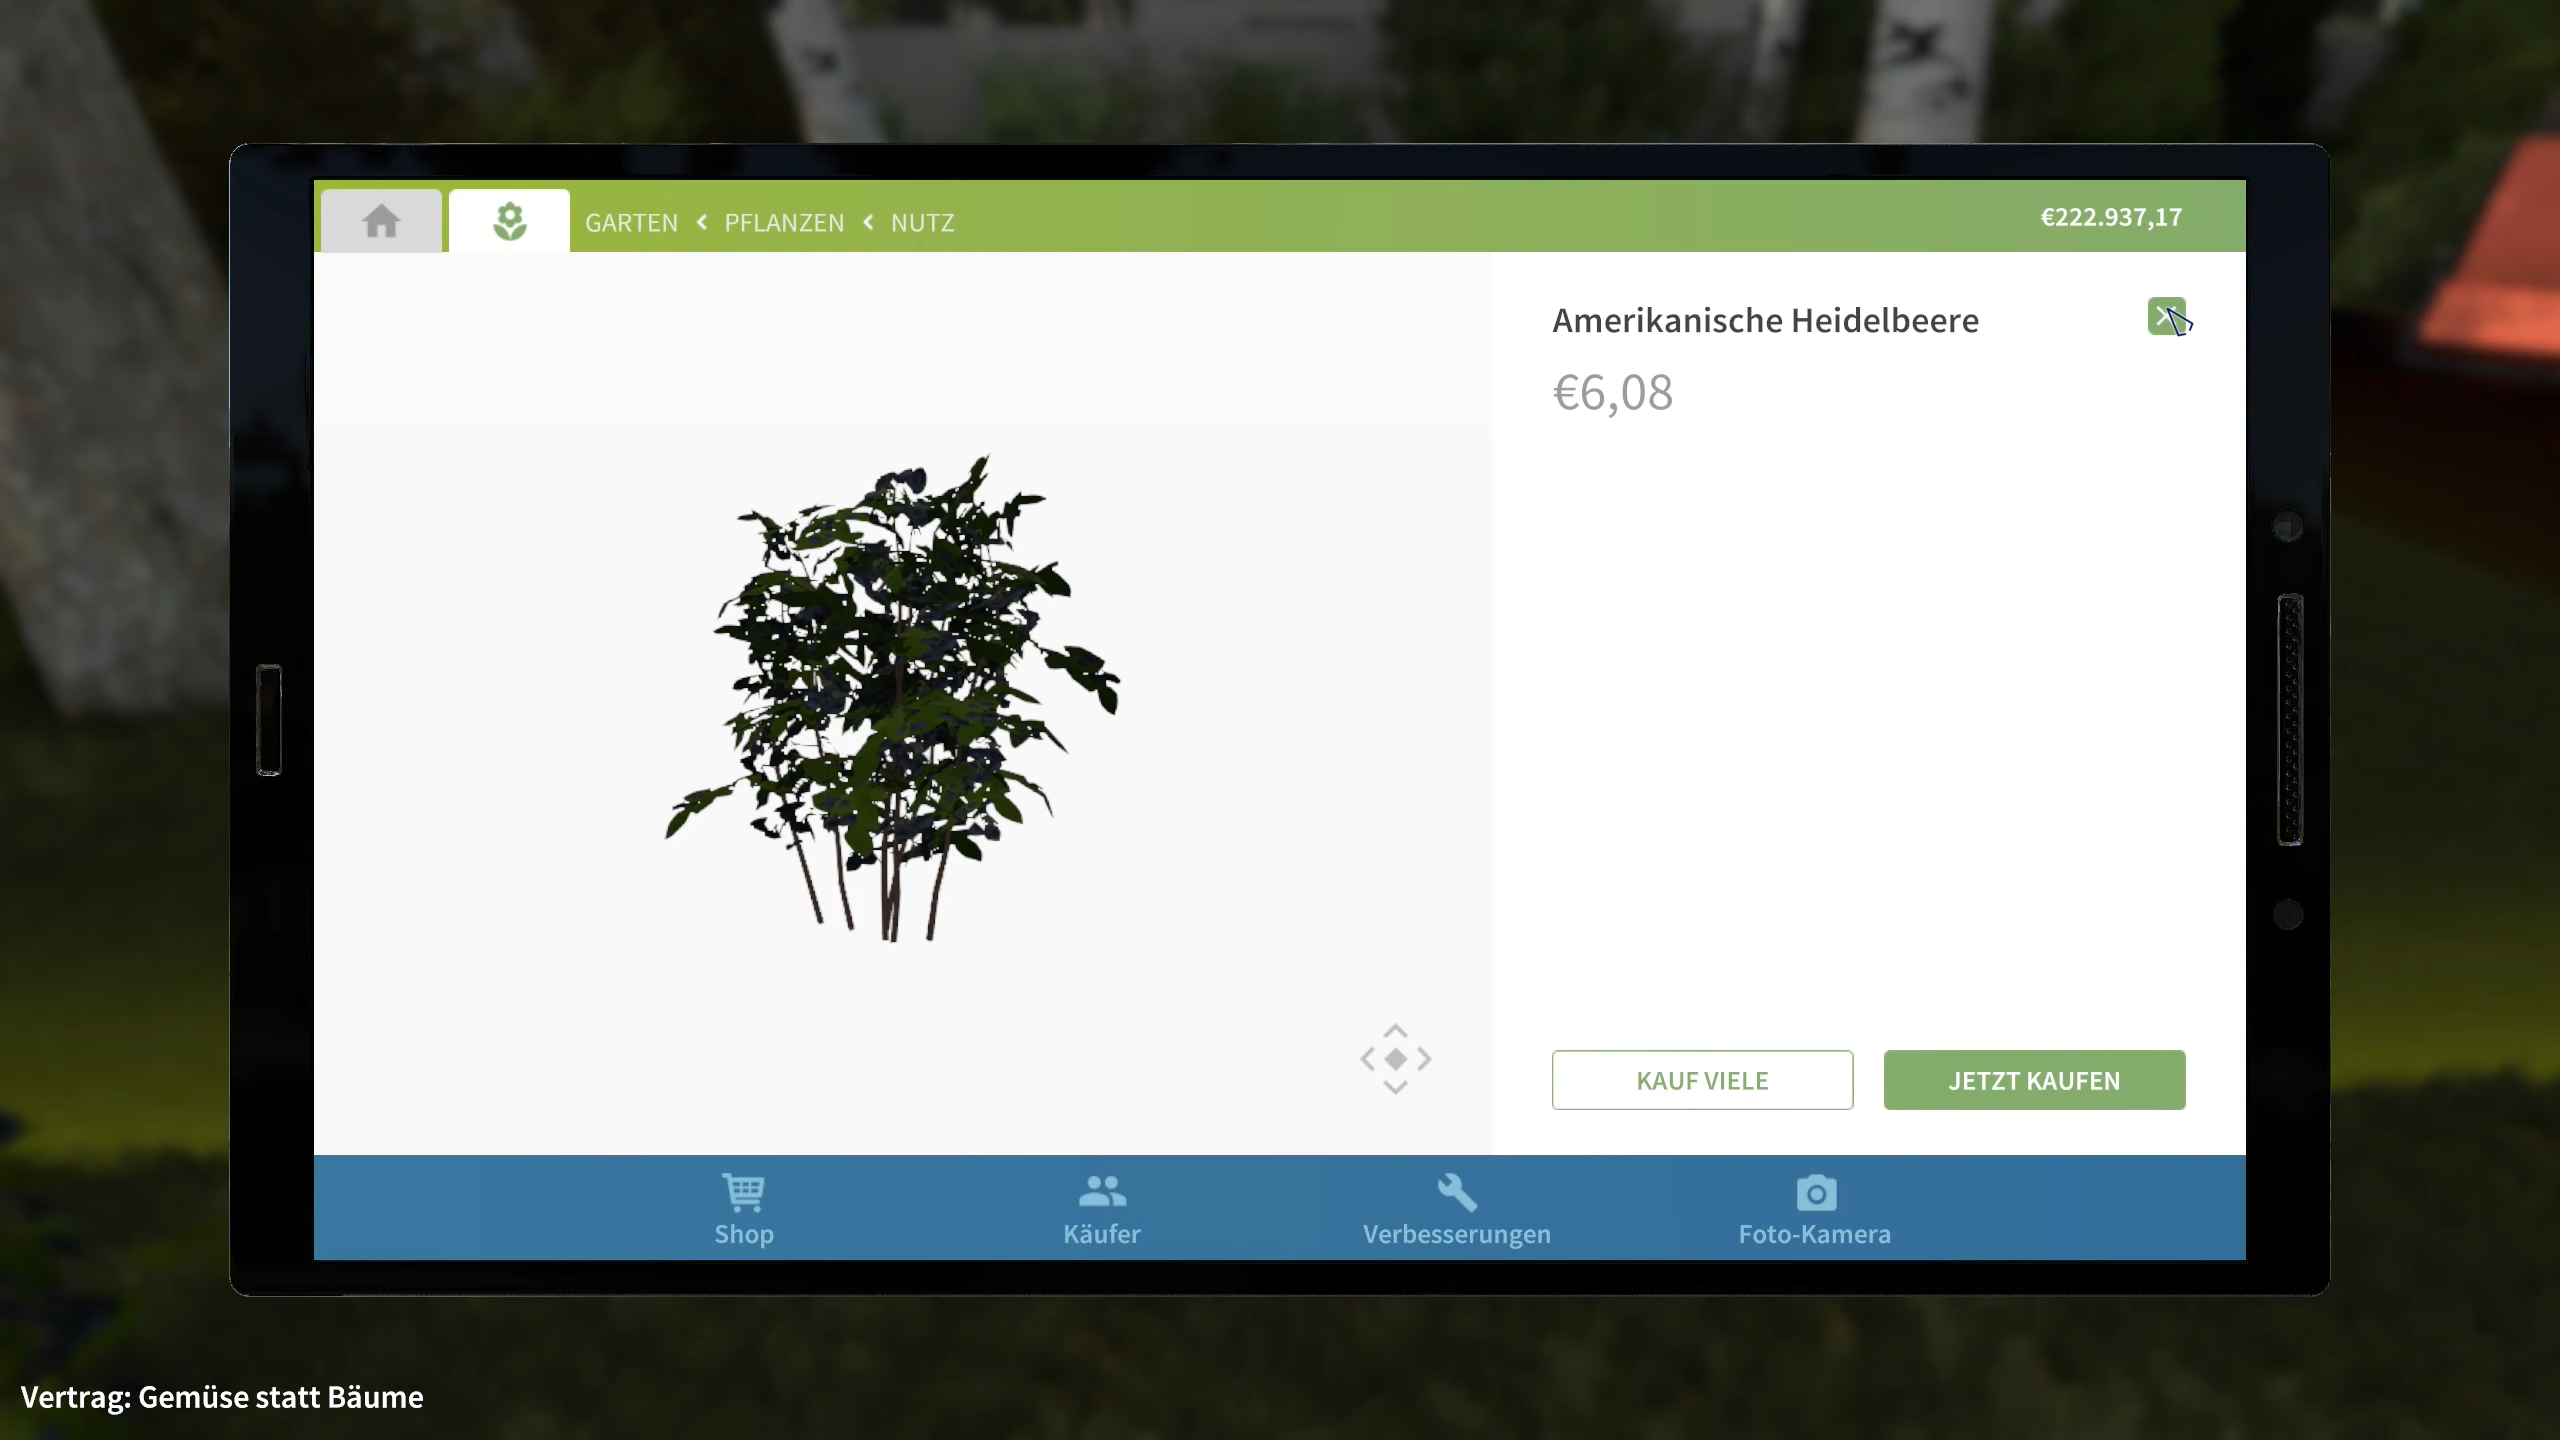 GARTEN < PFLANZEN < NUTZ
€222.937,17
Amerikanische Heidelbeere
€6,08
KAUF VIELE
JETZT KAUFEN
Shop
Käufer
Verbesserungen
Foto-Kamera
Vertrag: Gemüse statt Bäume